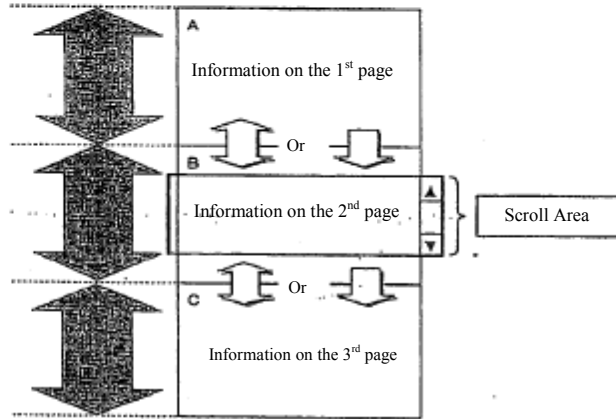 A
Information on the 1st page
Or
B
Information on the 2nd page
Scroll Area
Or
C
Information on the 3rd page